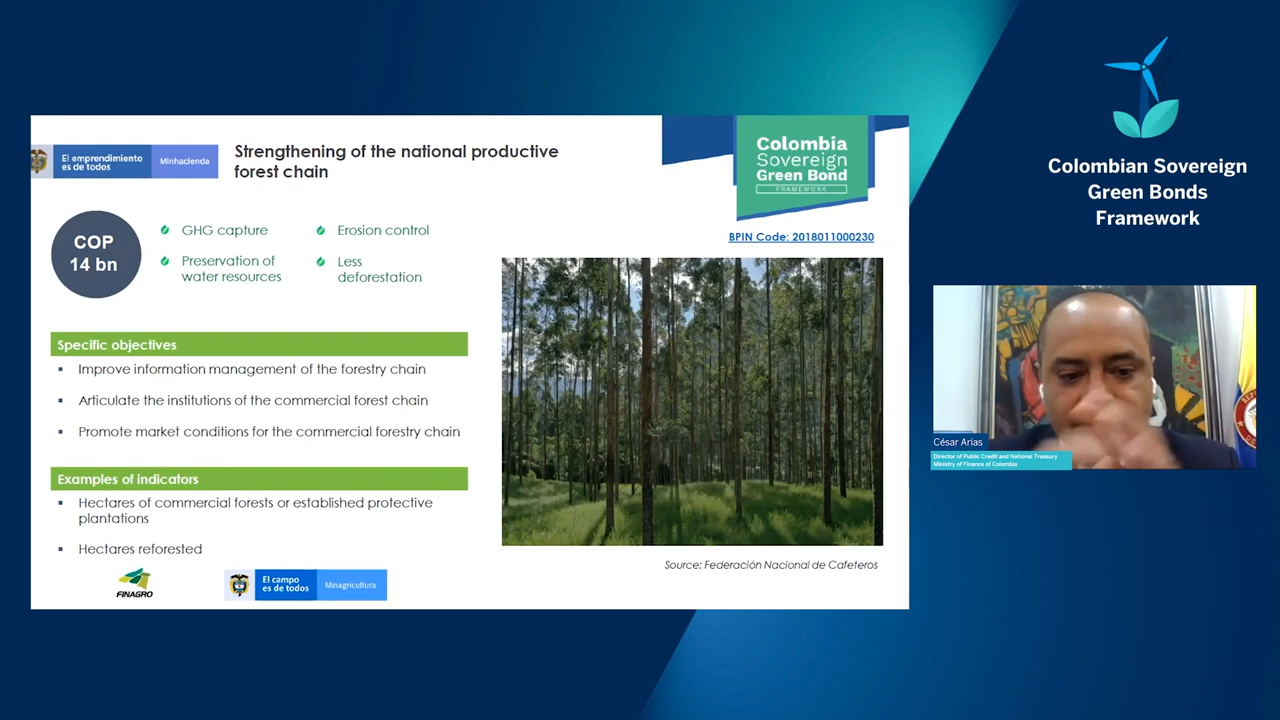 El emprendimiento
es de todos
Minhacienda
Strengthening of the national productive
forest chain
Colombia
Sovereign
Green Bond
FRAMEWORK
BPIN Code: 2018011000230
COP
14 bn
GHG capture
Erosion control
Preservation of
water resources
Less
deforestation
Specific objectives
Improve information management of the forestry chain
Articulate the institutions of the commercial forest chain
Promote market conditions for the commercial forestry chain
Examples of indicators
Hectares of commercial forests or established protective
plantations
Hectares reforested
FINAGRO
El campo
es de todos
Minagricultura
Source: Federación Nacional de Cafeteros
Colombian Sovereign
Green Bonds
Framework
César Arias
Director of Public Credit and National Treasury
Ministry of Finance of Colombia